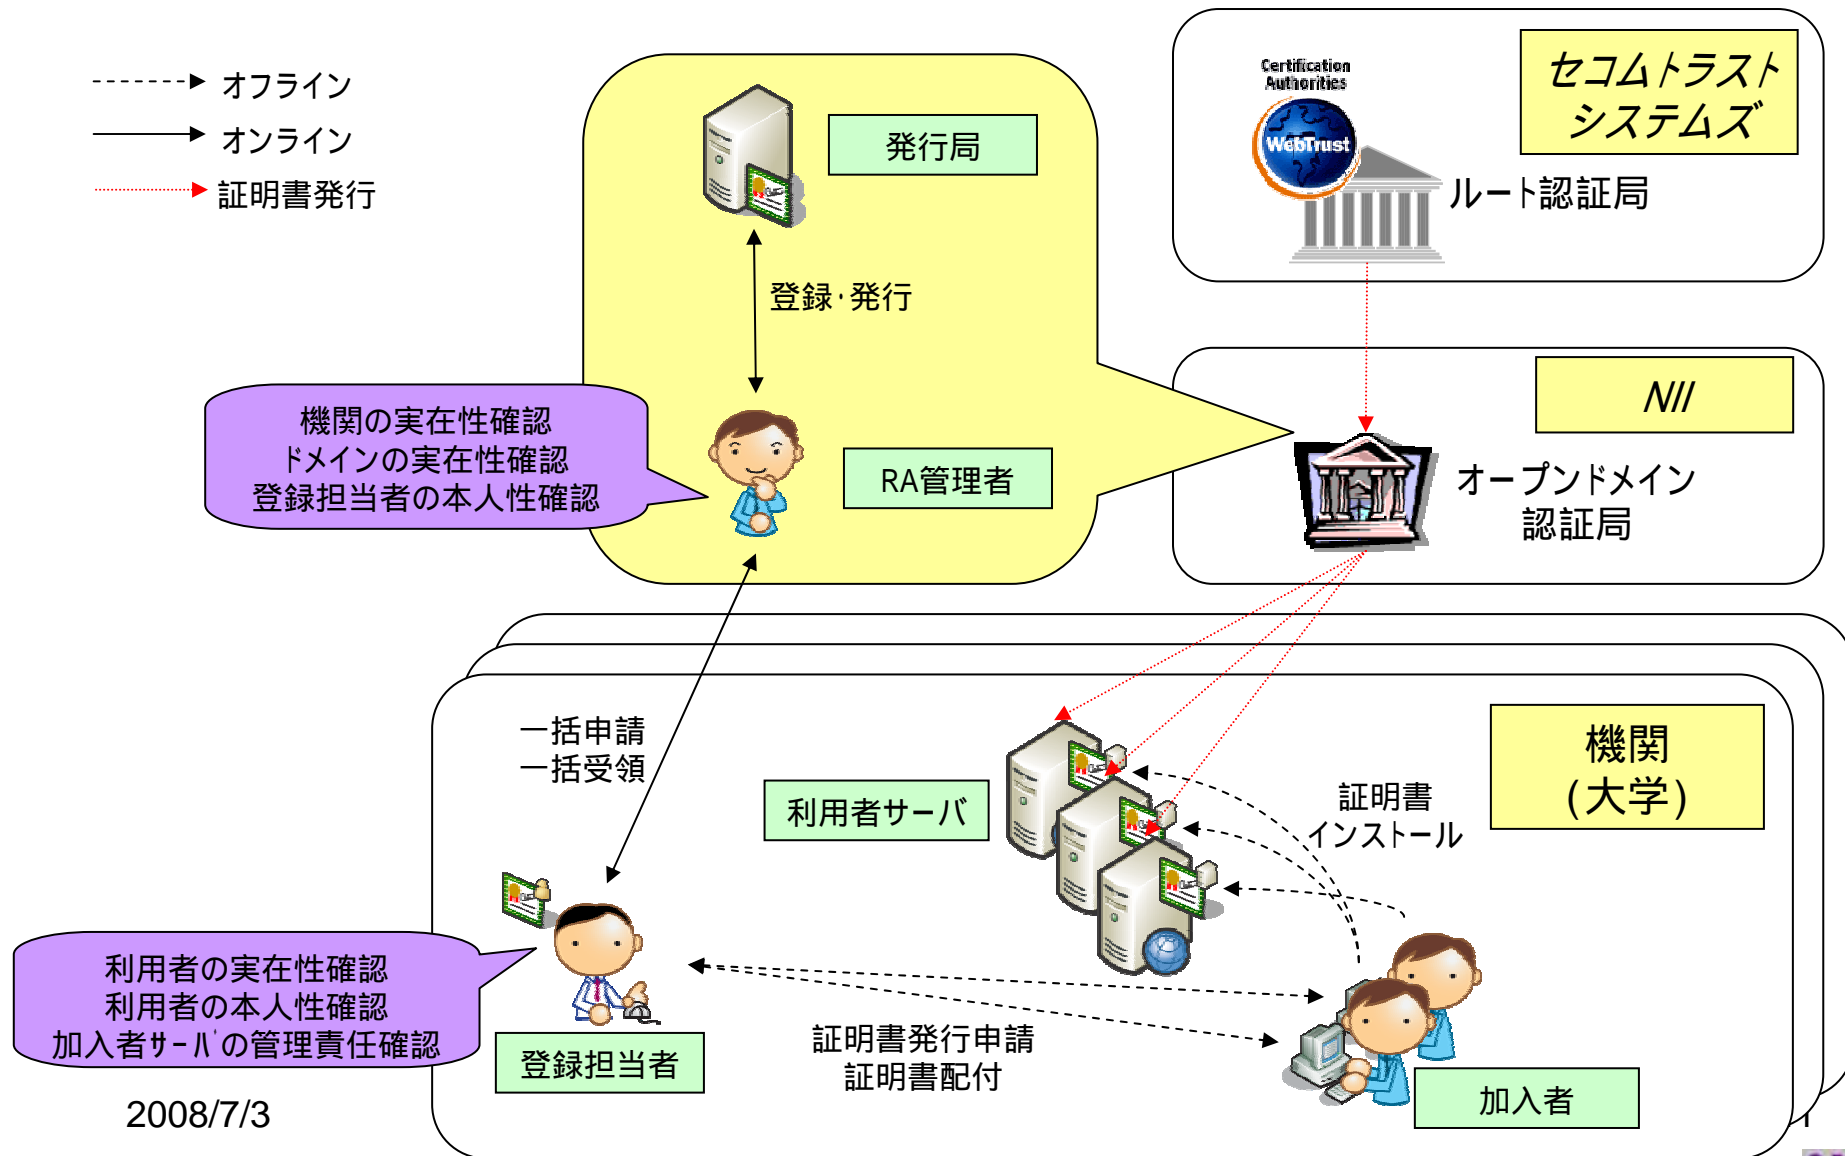 オフライン
オンライン
証明書発行
発行局
登録・発行
RA管理者
機関の実在性確認
ドメインの実在性確認
登録担当者の本人性確認
Certification
Authorities
WebTrust
ルート認証局
セコムトラスト
システムズ
NII
オープンドメイン
認証局
一括申請
一括受領
利用者サーバ
証明書
インストール
機関
(大学)
利用者の実在性確認
利用者の本人性確認
加入者サーバの管理責任確認
登録担当者
証明書発行申請
証明書配付
加入者
2008/7/3